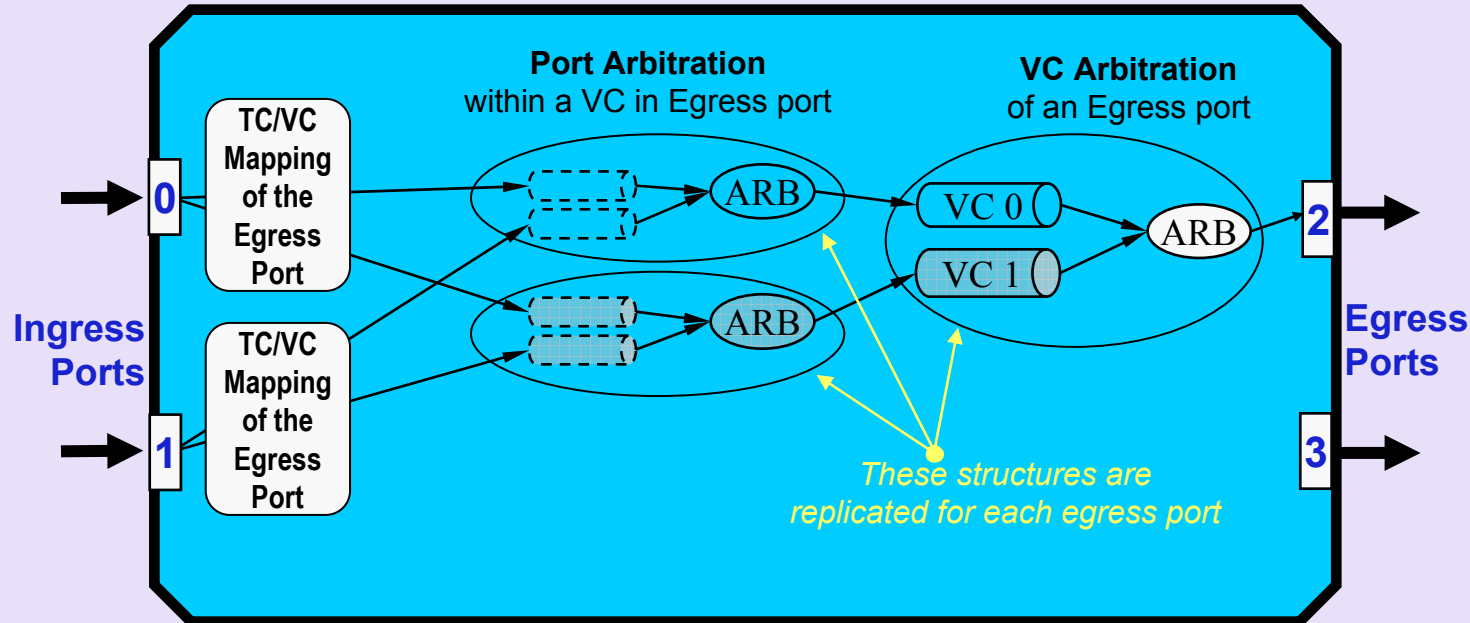 Port Arbitration
within a VC in Egress port
VC Arbitration
of an Egress port
TC/VC
Mapping
of the
Egress
Port
0
ARB
VC 0
ARB
2
VC 1
ARB
Ingress
Ports
Egress
Ports
TC/VC
Mapping
of the
Egress
Port
1
3
These structures are
replicated for each egress port